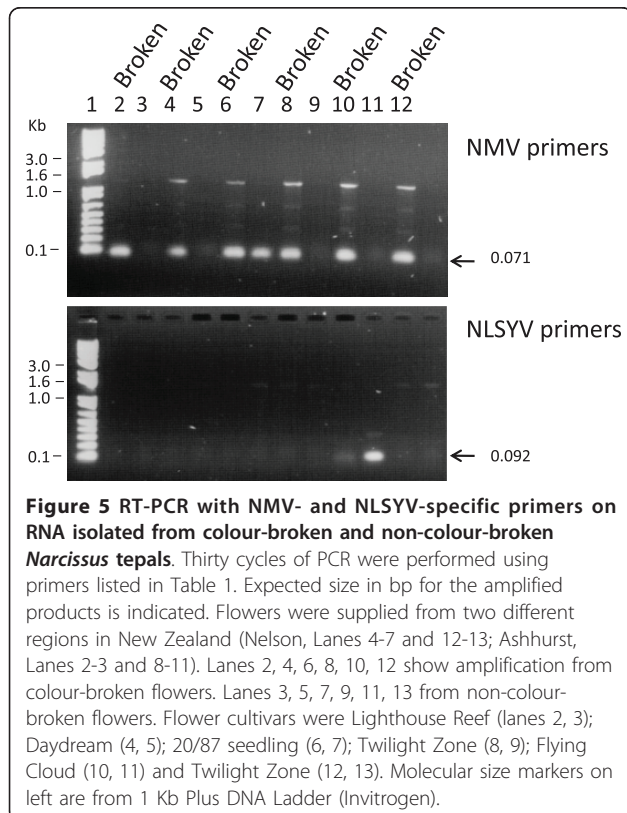 Broken Broken Broken Broken Broken Broken
1 2 3 4 5 6 7 8 9 10 11 12
Kb
NMV primers
3.0
1.6
1.0
0.1
0.071
NLSYV primers
3.0
1.6
1.0
0.1
0.092
Figure 5 RT-PCR with NMV- and NLSYV-specific primers on
RNA isolated from colour-broken and non-colour-broken
Narcissus tepals. Thirty cycles of PCR were performed using
primers listed in Table 1. Expected size in bp for the amplified
products is indicated. Flowers were supplied from two different
regions in New Zealand (Nelson, Lanes 4-7 and 12-13; Ashhurst,
Lanes 2-3 and 8-11). Lanes 2, 4, 6, 8, 10, 12 show amplification from
colour-broken flowers. Lanes 3, 5, 7, 9, 11, 13 from non-colour-
broken flowers. Flower cultivars were Lighthouse Reef (lanes 2, 3);
Daydream (4, 5); 20/87 seedling (6, 7); Twilight Zone (8, 9); Flying
Cloud (10, 11) and Twilight Zone (12, 13). Molecular size markers on
left are from 1 Kb Plus DNA Ladder (Invitrogen).